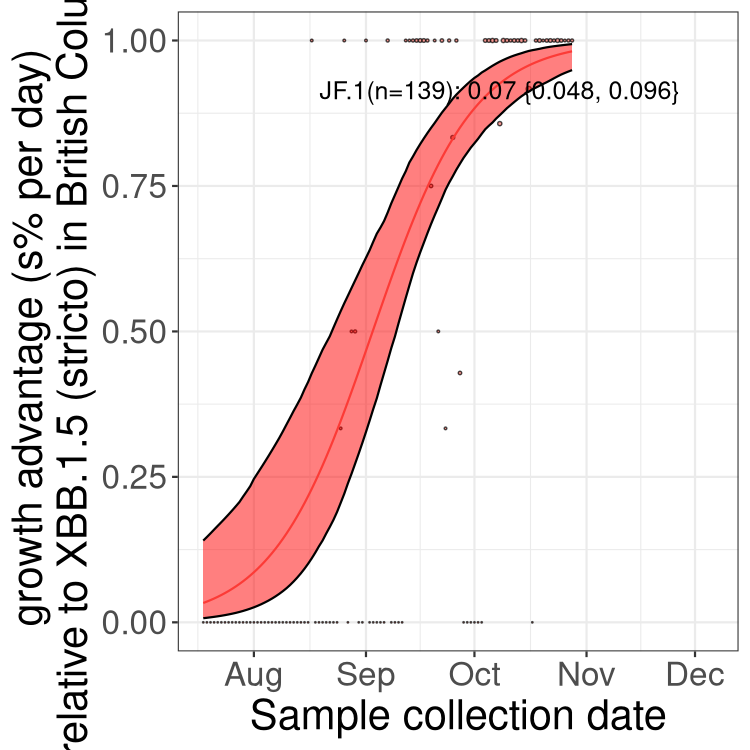 growth advantage (s% per day)
relative to XBB.1.5 (stricto) in British Colu
1.00
0.75
0.50
0.25
0.00
JF.1(n=139): 0.07 {0.048, 0.096}
Aug Sep Oct Nov Dec
Sample collection date